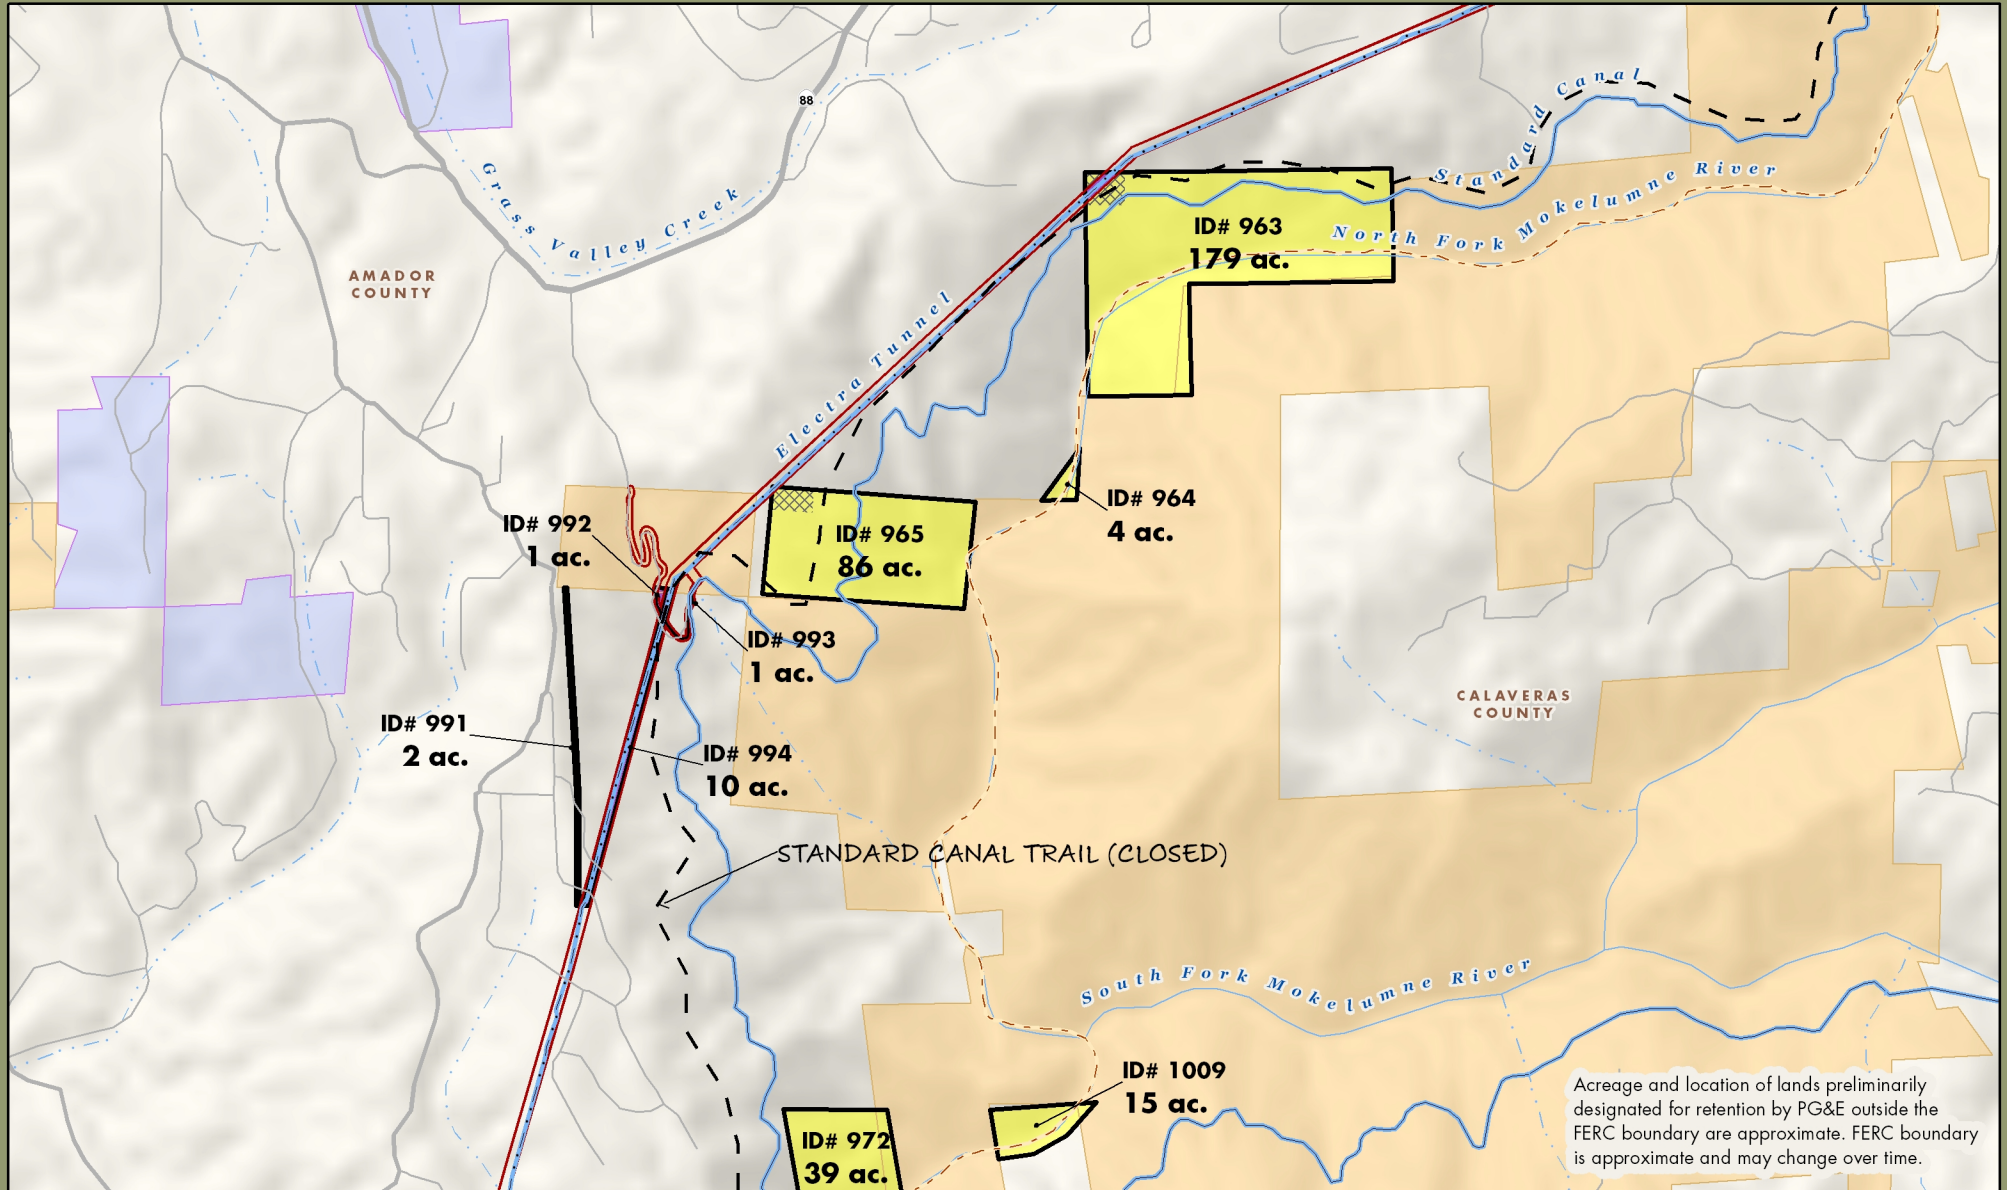 88
Standard Canal
Grass Valley Creek
North Fork Mokelumne River
ID# 963
179 ac.
AMADOR
COUNTY
Electra Tunnel
ID# 964
4 ac.
ID# 992
1 ac.
ID# 965
86 ac.
ID# 993
1 ac.
CALAVERAS
COUNTY
ID# 991
2 ac.
ID# 994
10 ac.
STANDARD CANAL TRAIL (CLOSED)
South Fork Mokelumne River
ID# 1009
15 ac.
ID# 972
39 ac.
Acreage and location of lands preliminarily
designated for retention by PG&E outside the
FERC boundary are approximate. FERC boundary
is approximate and may change over time.